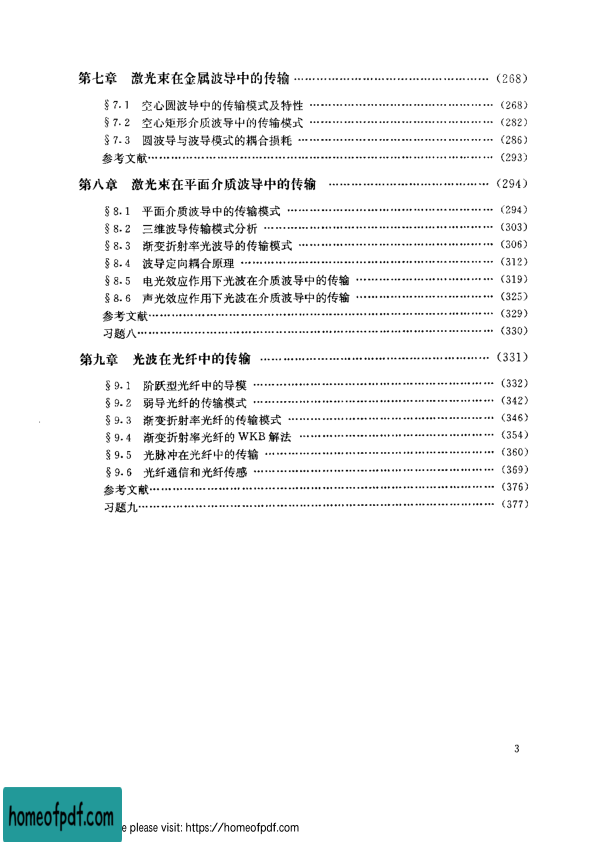 第七章 激光束在金属波导中的传输 ……………………………………………(268)
§7.1 空心圆波导中的传输模式及特性 ……………………………………………(268)
§7.2 空心矩形介质波导中的传输模式 ……………………………………………(282)
§7.3 圆波导与波导模式的耦合损耗 ……………………………………………(286)
参考文献……………………………………………(293)
第八章 激光束在平面介质波导中的传输 ……………………………………………(294)
§8.1 平面介质波导中的传输模式 ……………………………………………(294)
§8.2 三维波导传输模式分析 ……………………………………………(303)
§8.3 渐变折射率光波导的传输模式 ……………………………………………(306)
§8.4 波导定向耦合原理 ……………………………………………(312)
§8.5 电光效应作用下光波在介质波导中的传输 ……………………………………………(319)
§8.6 声光效应作用下光波在介质波导中的传输 ……………………………………………(325)
参考文献……………………………………………(329)
习题八……………………………………………(330)
第九章 光波在光纤中的传输 ……………………………………………(331)
§9.1 阶跃型光纤中的导模 ……………………………………………(332)
§9.2 弱导光纤的传输模式 ……………………………………………(342)
§9.3 渐变折射率光纤的传输模式 ……………………………………………(346)
§9.4 渐变折射率光纤的WKB解法 ……………………………………………(354)
§9.5 光脉冲在光纤中的传输 ……………………………………………(360)
§9.6 光纤通信和光纤传感 ……………………………………………(369)
参考文献……………………………………………(376)
习题九……………………………………………(377)
3
homeofpdf.com
e please visit: https://homeofpdf.com